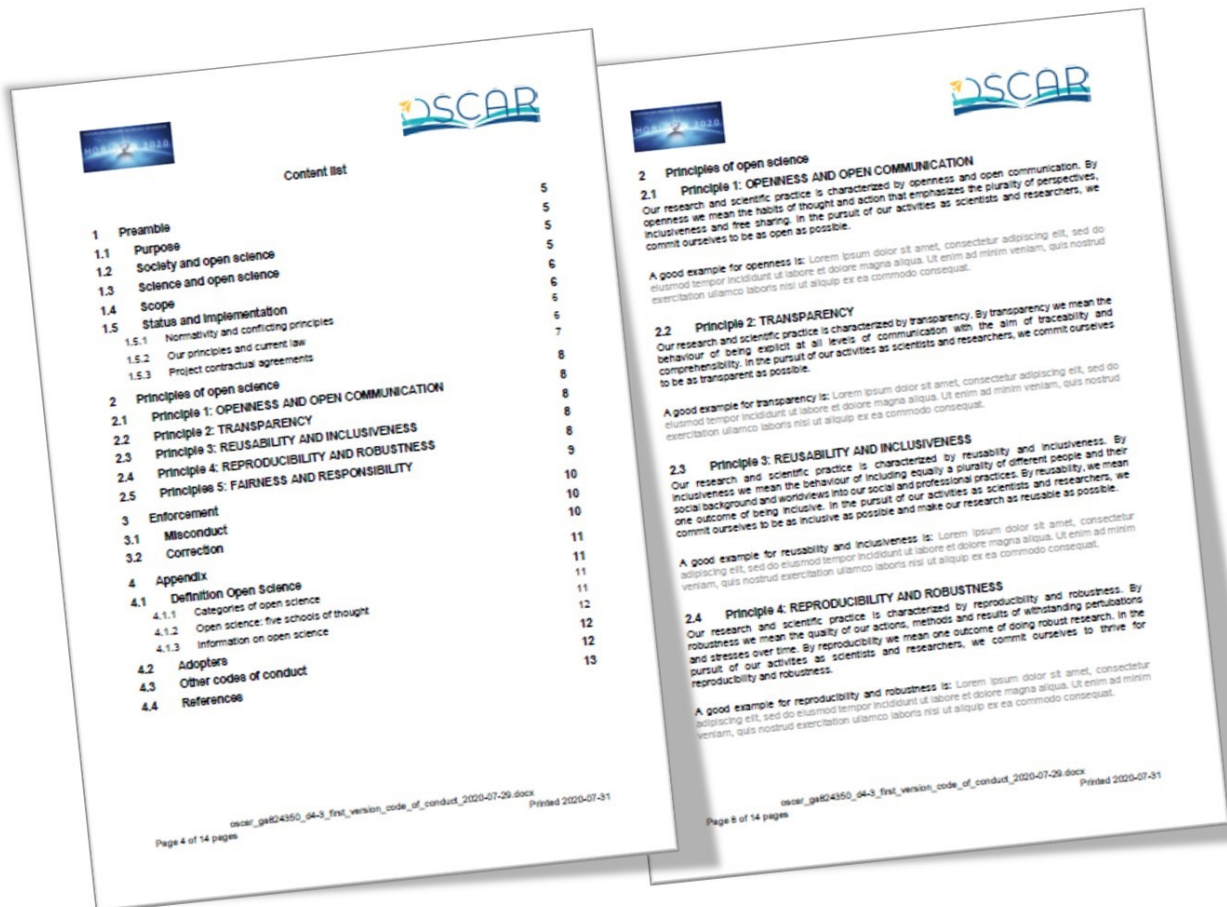 HORIZON 2020
OSCAR
Content list
1 Preamble 5
1.1 Purpose 5
1.2 Society and open science 5
1.3 Science and open science 5
1.4 Scope 6
1.5 Status and Implementation 6
1.5.1 Normativity and conflicting principles 6
1.5.2 Our principles and current law 6
1.5.3 Project contractual agreements 7
2 Principles of open science 8
2.1 Principle 1: OPENNESS AND OPEN COMMUNICATION 8
2.2 Principle 2: TRANSPARENCY 8
2.3 Principle 3: REUSABILITY AND INCLUSIVENESS 8
2.4 Principle 4: REPRODUCIBILITY AND ROBUSTNESS 8
2.5 Principles 5: FAIRNESS AND RESPONSIBILITY 9
3 Enforcement 10
3.1 Misconduct 10
3.2 Correction 10
4 Appendix 11
4.1 Definition Open Science 11
4.1.1 Categories of open science 11
4.1.2 Open science: five schools of thought 11
4.1.3 Information on open science 12
4.2 Adopters 12
4.3 Other codes of conduct 12
4.4 References 13
oscar_ga824350_d4-3_first_version_code_of_conduct_2020-07-29.docx
Page 4 of 14 pages Printed 2020-07-31
HORIZON 2020
OSCAR
2 Principles of open science
2.1 Principle 1: OPENNESS AND OPEN COMMUNICATION
Our research and scientific practice is characterized by openness and open communication. By
openness we mean the habits of thought and action that emphasizes the plurality of perspectives,
inclusiveness and free sharing. In the pursuit of our activities as scientists and researchers, we
commit ourselves to be as open as possible.
A good example for openness is: Lorem ipsum dolor sit amet, consectetur adipiscing elit, sed do
eiusmod tempor incididunt ut labore et dolore magna aliqua. Ut enim ad minim veniam, quis nostrud
exercitation ullamco laboris nisi ut aliquip ex ea commodo consequat.
2.2 Principle 2: TRANSPARENCY
Our research and scientific practice is characterized by transparency. By transparency we mean the
behaviour of being explicit at all levels of communication with the aim of traceability and
comprehensibility. In the pursuit of our activities as scientists and researchers, we commit ourselves
to be as transparent as possible.
A good example for transparency is: Lorem ipsum dolor sit amet, consectetur adipiscing elit, sed do
eiusmod tempor incididunt ut labore et dolore magna aliqua. Ut enim ad minim veniam, quis nostrud
exercitation ullamco laboris nisi ut aliquip ex ea commodo consequat.
2.3 Principle 3: REUSABILITY AND INCLUSIVENESS
Our research and scientific practice is characterized by reusability and inclusiveness. By
inclusiveness we mean the behaviour of including equally a plurality of different people and their
social background and worldviews into our social and professional practices. By reusability, we mean
one outcome of being inclusive. In the pursuit of our activities as scientists and researchers, we
commit ourselves to be as inclusive as possible and make our research as reusable as possible.
A good example for reusability and inclusiveness is: Lorem ipsum dolor sit amet, consectetur
adipiscing elit, sed do eiusmod tempor incididunt ut labore et dolore magna aliqua. Ut enim ad minim
veniam, quis nostrud exercitation ullamco laboris nisi ut aliquip ex ea commodo consequat.
2.4 Principle 4: REPRODUCIBILITY AND ROBUSTNESS
Our research and scientific practice is characterized by reproducibility and robustness. By
robustness we mean the quality of our actions, methods and results of withstanding pertubations
and stresses over time. By reproducibility we mean one outcome of doing robust research. In the
pursuit of our activites as scientists and researchers, we commit ourselves to thrive for
reproducibility and robustness.
A good example for reproducibility and robustness is: Lorem ipsum dolor sit amet, consectetur
adipiscing elit, sed do eiusmod tempor incididunt ut labore et dolore magna aliqua. Ut enim ad minim
veniam, quis nostrud exercitation ullamco laboris nisi ut aliquip ex ea commodo consequat.
oscar_ga824350_d4-3_first_version_code_of_conduct_2020-07-29.docx
Page 8 of 14 pages Printed 2020-07-31